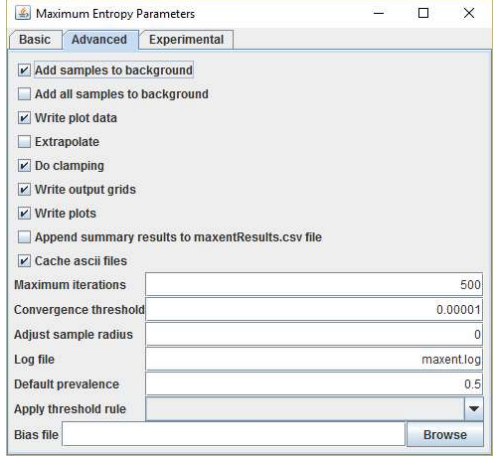 Maximum Entropy Parameters
Basic Advanced Experimental
Add samples to background
Add all samples to background
Write plot data
Extrapolate
Do clamping
Write output grids
Write plots
Append summary results to maxentResults.csv file
Cache ascii files
Maximum iterations 500
Convergence threshold 0.00001
Adjust sample radius 0
Log file maxent.log
Default prevalence 0.5
Apply threshold rule
Bias file Browse